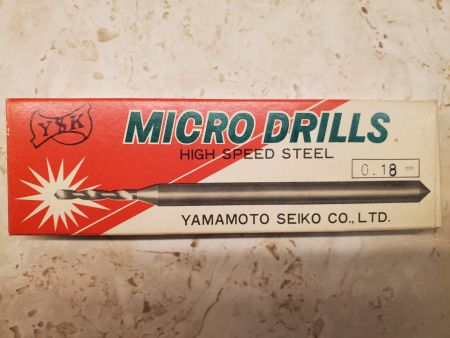 YSK
MICRO DRILLS
HIGH SPEED STEEL
0.18 mm
YAMAMOTO SEIKO CO., LTD.